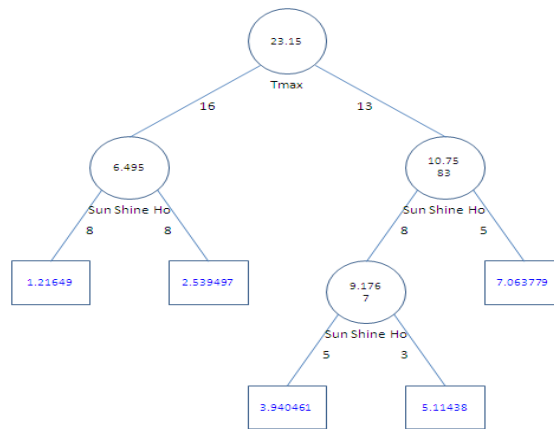 23.15
Tmax
16 13
6.495
10.75
83
Sun Shine Ho Sun Shine Ho
8 8 8 5
1.21649 2.539497 9.176
7
7.063779
Sun Shine Ho
5 3
3.940461 5.11438